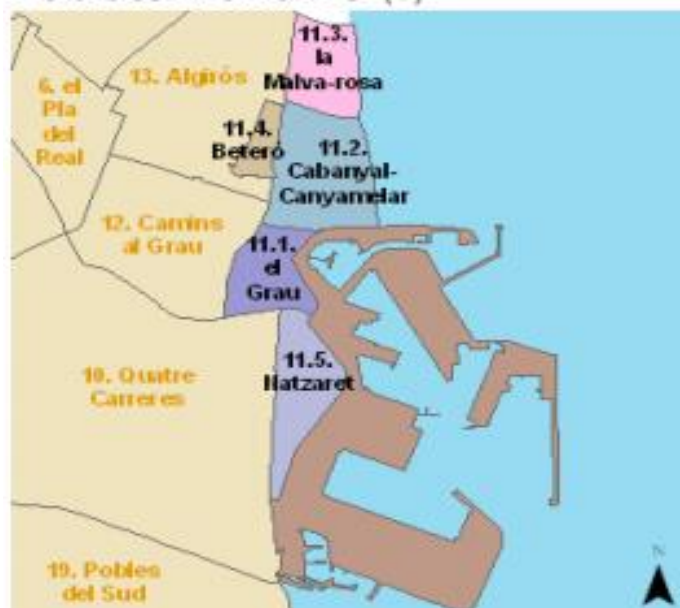 11.3.
la
Malva-rosa
13. Algirós
6. el
Pla
del
Real
11.4.
Beteró
11.2.
Cabanyal-
Canyamelar
12. Camins
al Grau
11.1.
el
Grau
11.5.
Natzaret
10. Quatre
Carreres
19. Pobles
del Sud
N